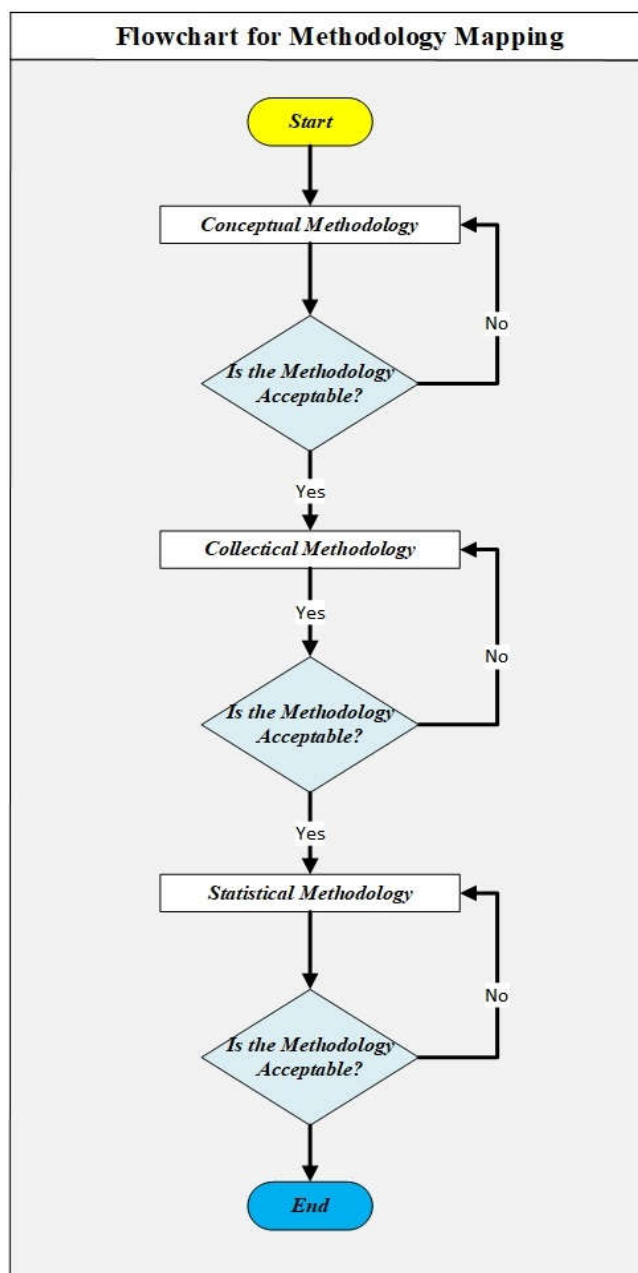 Flowchart for Methodology Mapping
Start
Conceptual Methodology
No
Is the Methodology
Acceptable?
Yes
Collectical Methodology
Yes
No
Is the Methodology
Acceptable?
Yes
Statistical Methodology
No
Is the Methodology
Acceptable?
End